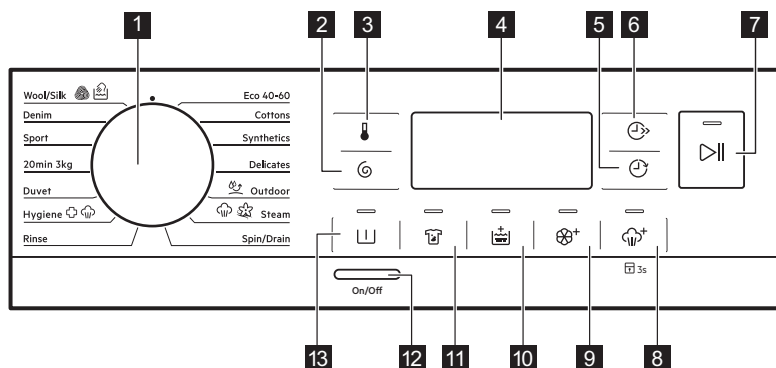 1
2
3
4
5
6
7
Wool/Silk
Denim
Sport
20min 3kg
Duvet
Hygiene
Rinse
Eco 40-60
Cottons
Synthetics
Delicates
Outdoor
Steam
Spin/Drain
On/Off
3s
13
12
11
10
9
8